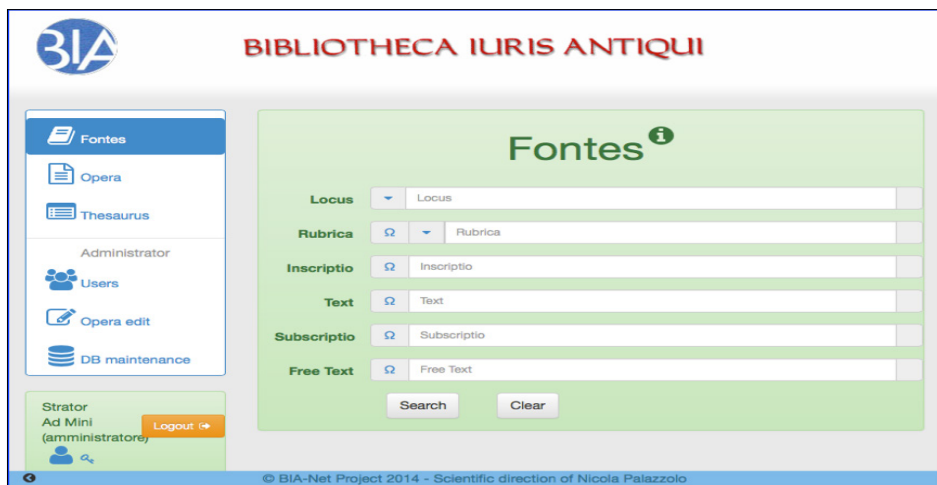 BIA
BIBLIOTHECA IURIS ANTIQUI
Fontes
Opera
Thesaurus
Administrator
Users
Opera edit
DB maintenance
Strator
Ad Mini
(amministratore)
Logout
Fontes
Locus Locus
Rubrica Ω Rubrica
Inscriptio Ω Inscriptio
Text Ω Text
Subscriptio Ω Subscriptio
Free Text Ω Free Text
Search Clear
© BIA-Net Project 2014 - Scientific direction of Nicola Palazzolo